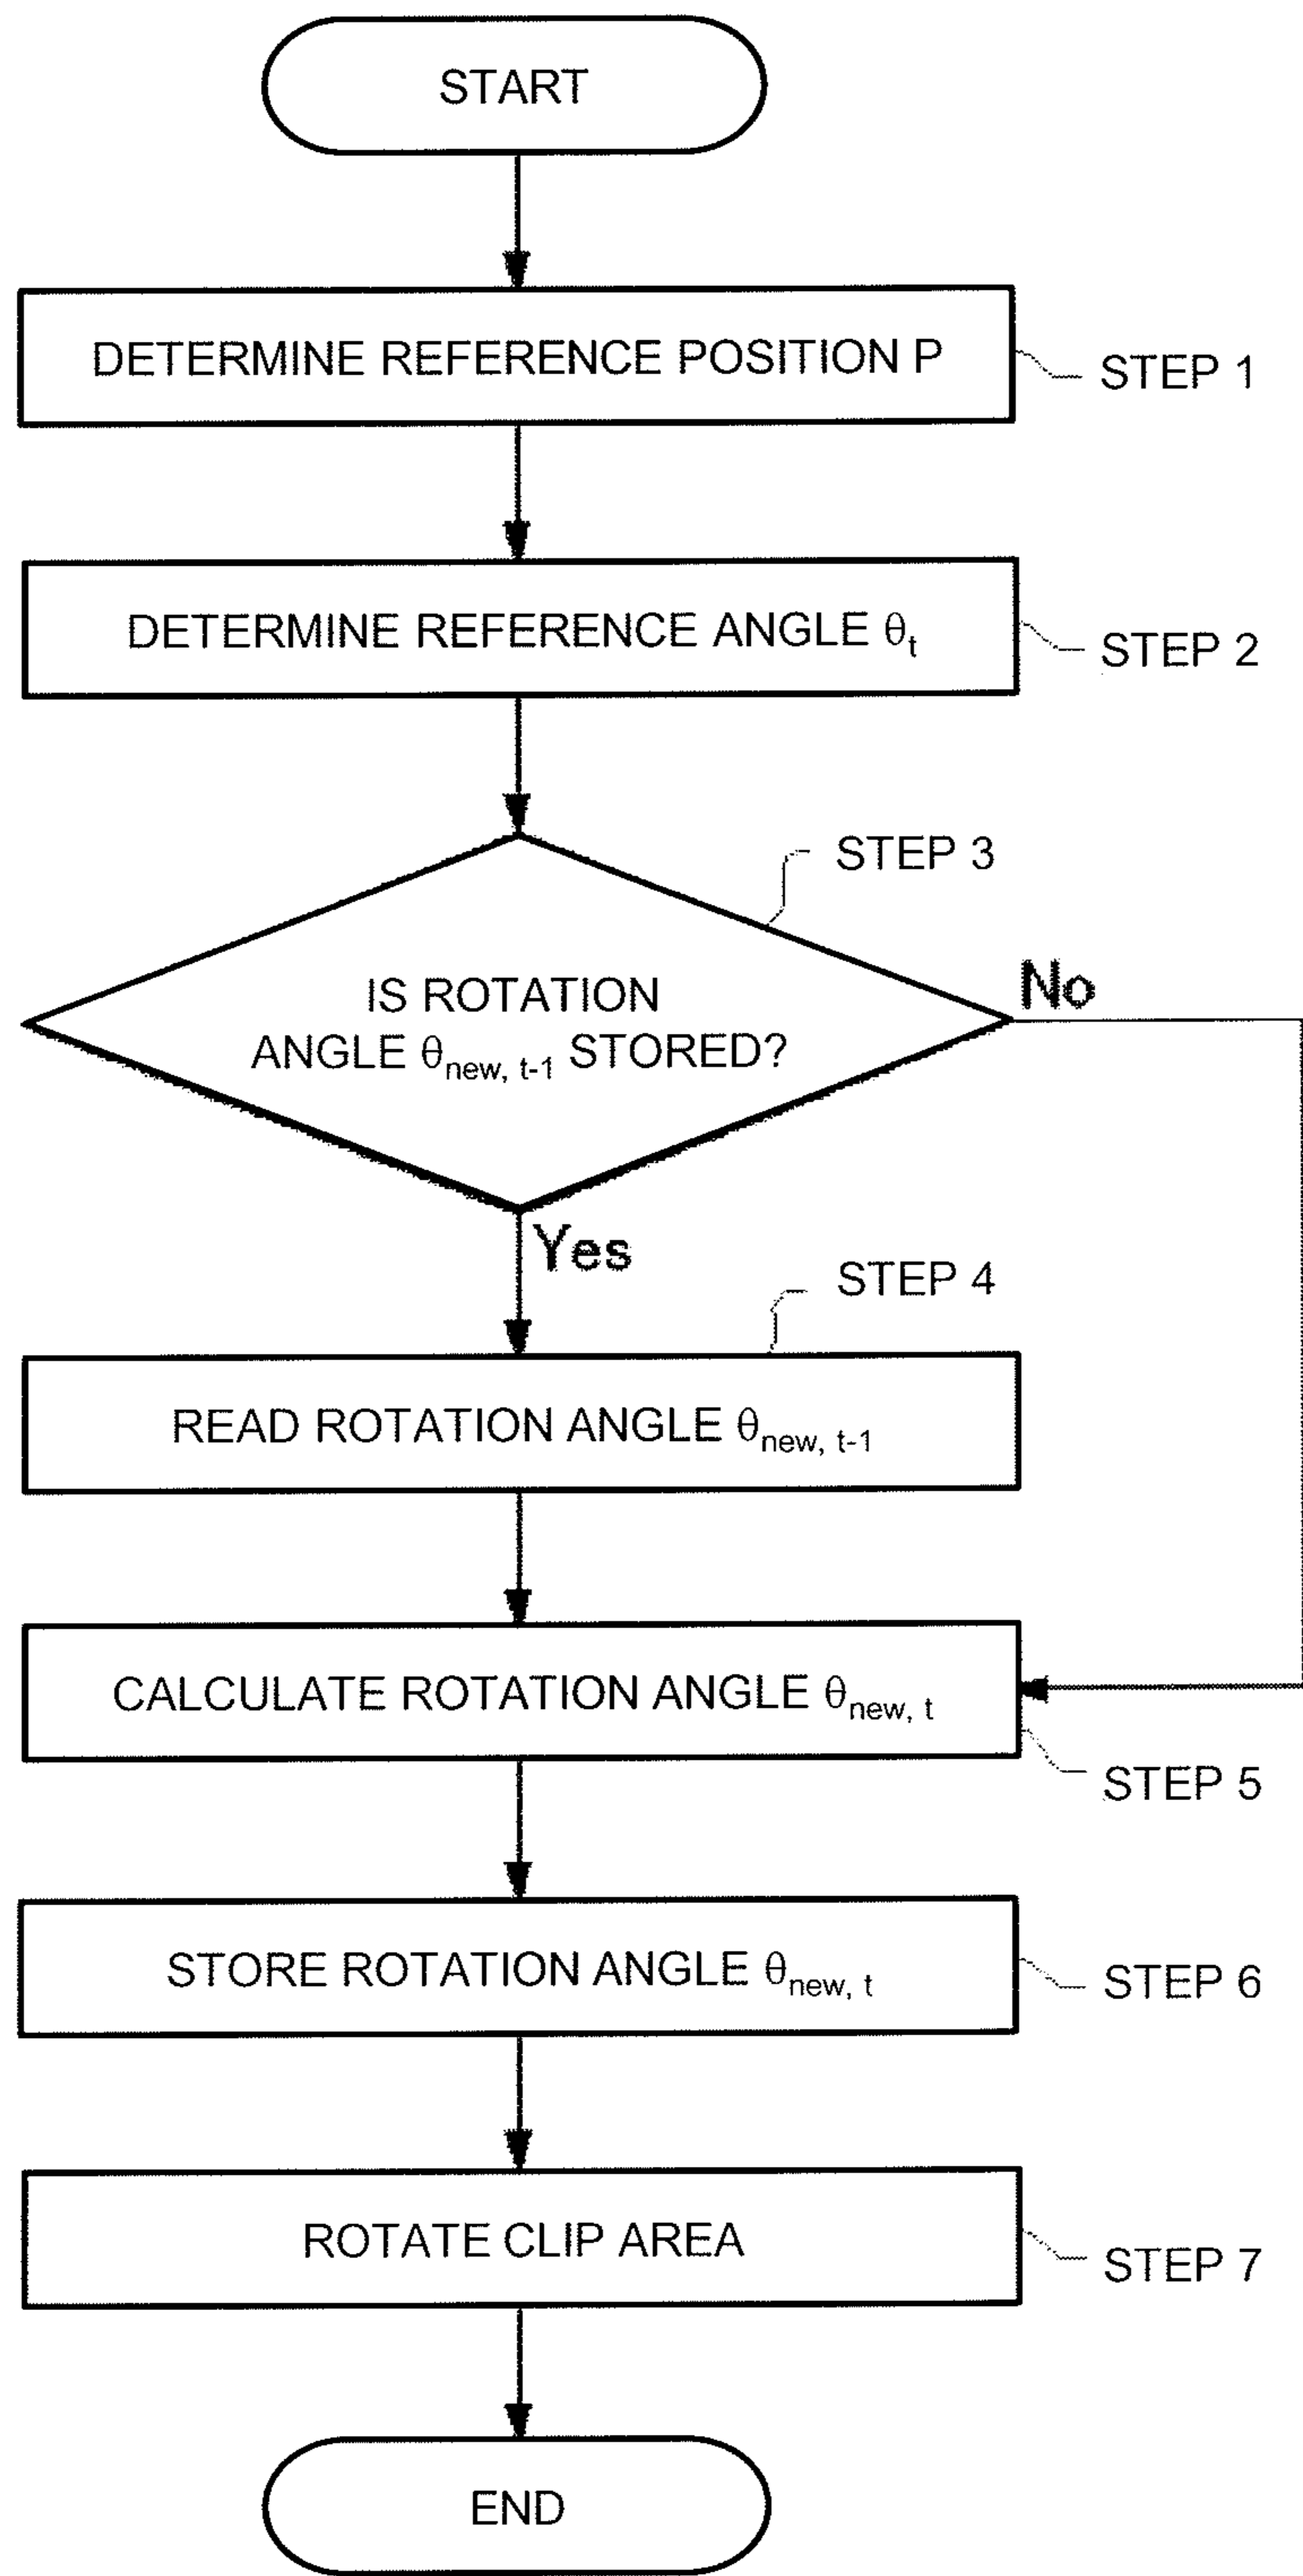 START
DETERMINE REFERENCE POSITION P
STEP 1
DETERMINE REFERENCE ANGLE θt
STEP 2
STEP 3
IS ROTATION
ANGLE θnew, t-1 STORED?
No
Yes
STEP 4
READ ROTATION ANGLE θnew, t-1
CALCULATE ROTATION ANGLE θnew, t
STEP 5
STORE ROTATION ANGLE θnew, t
STEP 6
ROTATE CLIP AREA
STEP 7
END